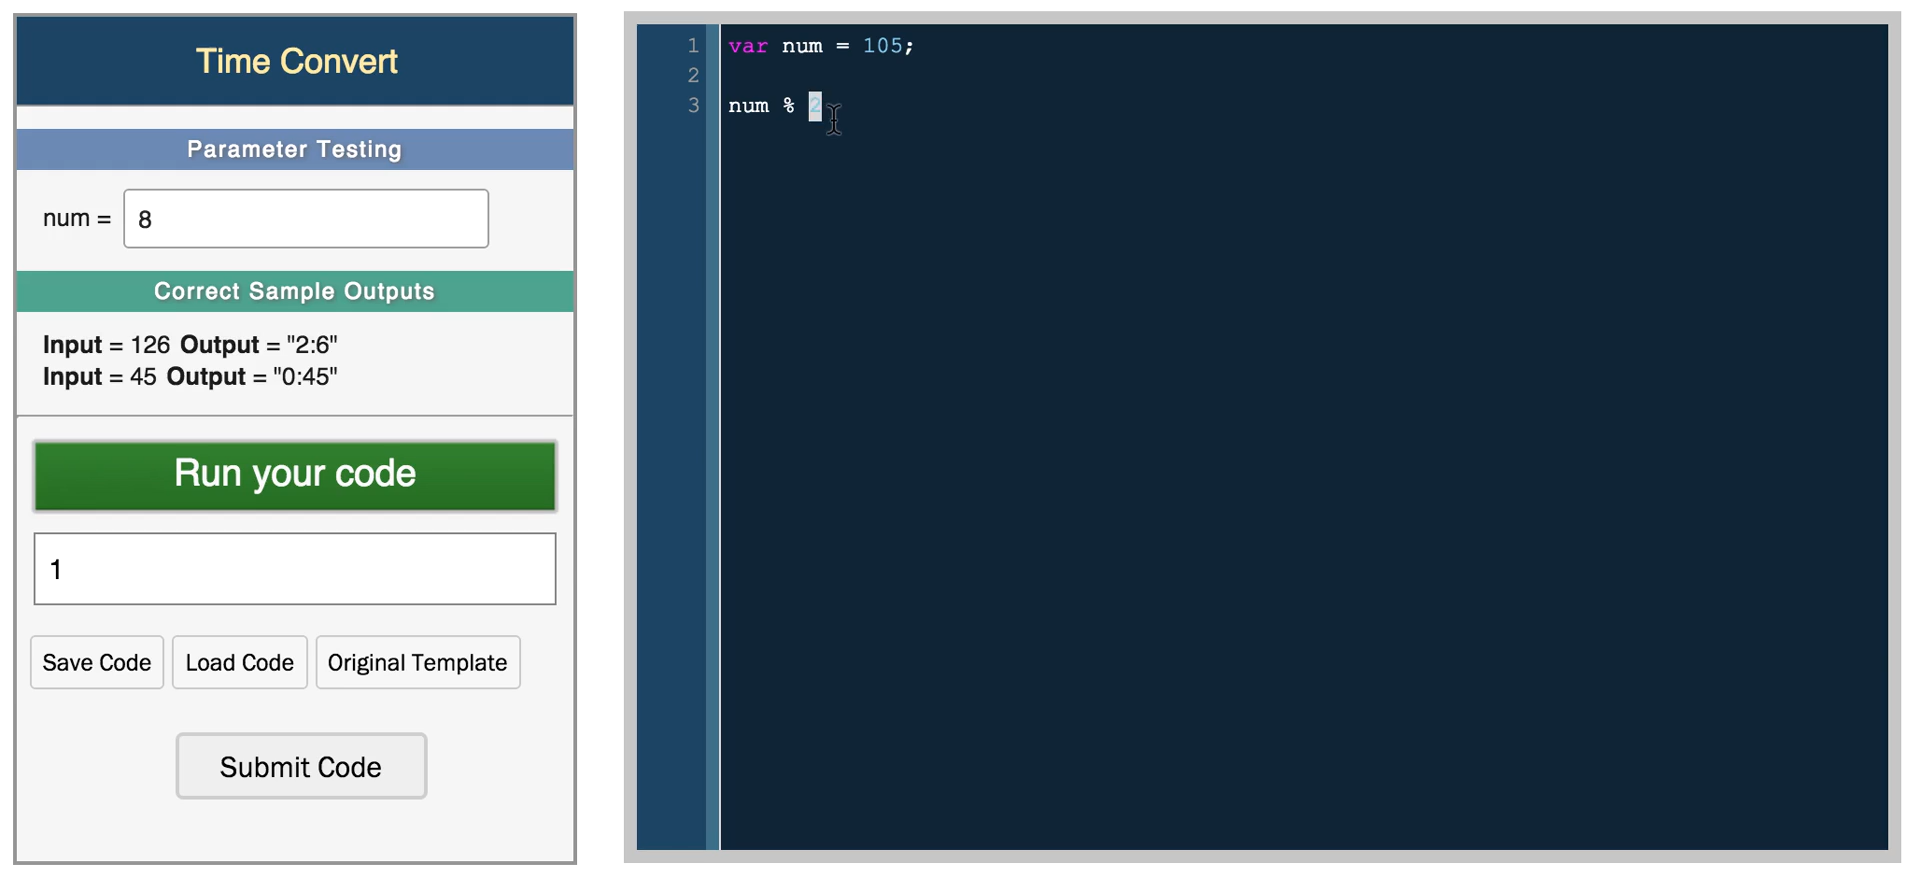 Time Convert
Parameter Testing
num = 8
Correct Sample Outputs
Input = 126 Output = "2:6"
Input = 45 Output = "0:45"
Run your code
1
Save Code Load Code Original Template
Submit Code
1 var num = 105;
2
3 num % 2